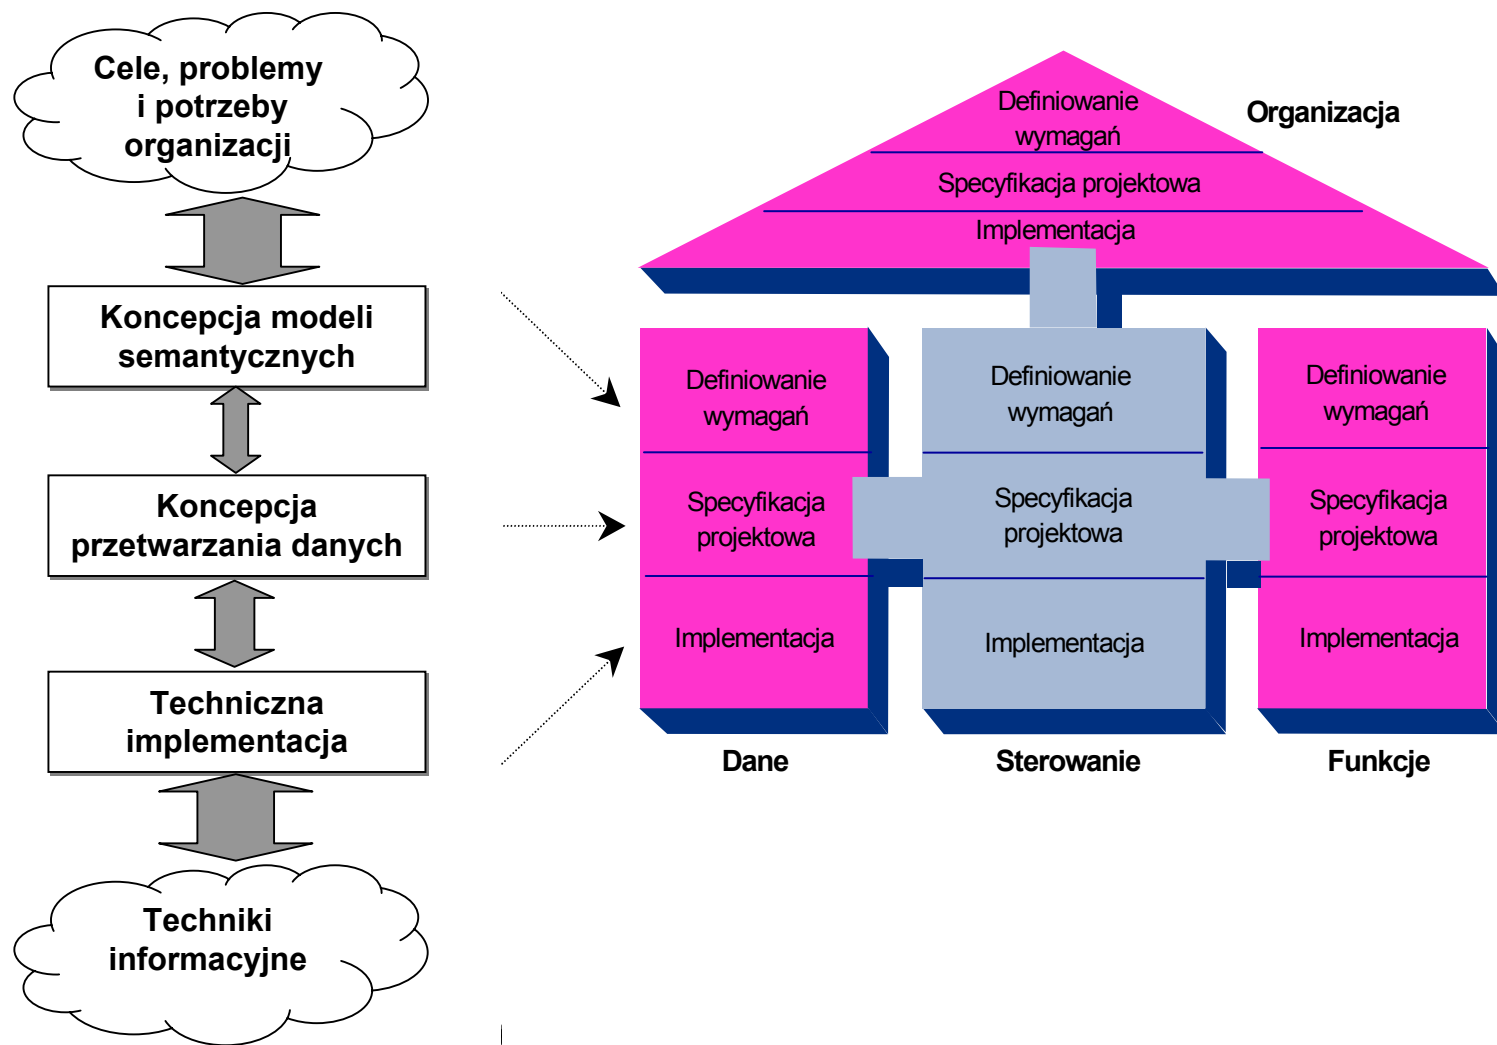 Cele, problemy
i potrzeby
organizacji
Koncepcja modeli
semantycznych
Koncepcja
przetwarzania danych
Techniczna
implementacja
Techniki
informacyjne
Definiowanie
wymagań
Specyfikacja projektowa
Implementacja
Organizacja
Definiowanie
wymagań
Specyfikacja
projektowa
Implementacja
Dane
Definiowanie
wymagań
Specyfikacja
projektowa
Implementacja
Sterowanie
Definiowanie
wymagań
Specyfikacja
projektowa
Implementacja
Funkcje